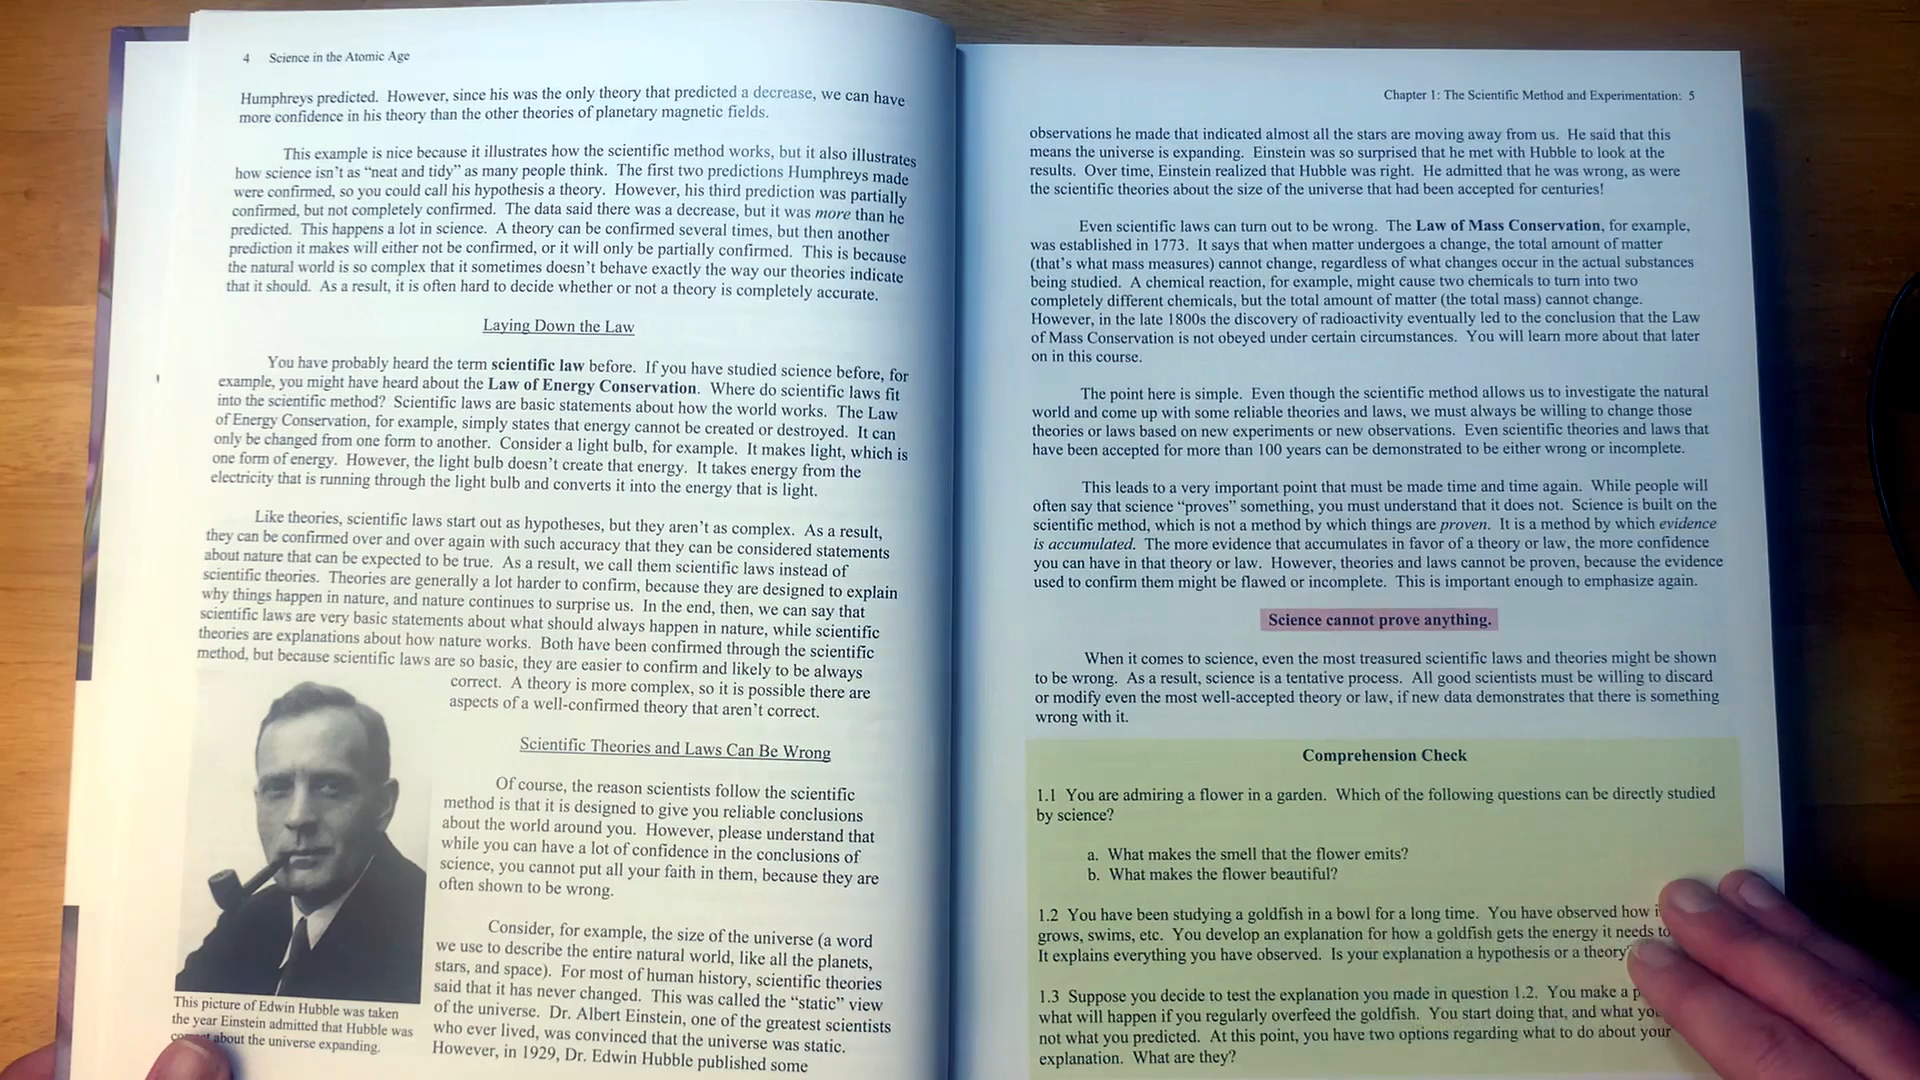 4 Science in the Atomic Age
Humphreys predicted. However, since his was the only theory that predicted a decrease, we can have
more confidence in his theory than the other theories of planetary magnetic fields.
This example is nice because it illustrates how the scientific method works, but it also illustrates
how science isn't as “neat and tidy” as many people think. The first two predictions Humphreys made
were confirmed, so you could call his hypothesis a theory. However, his third prediction was partially
confirmed, but not completely confirmed. The data said there was a decrease, but it was more than he
predicted. This happens a lot in science. A theory can be confirmed several times, but then another
prediction it makes will either not be confirmed, or it will only be partially confirmed. This is because
the natural world is so complex that it sometimes doesn't behave exactly the way our theories indicate
that it should. As a result, it is often hard to decide whether or not a theory is completely accurate.
Laying Down the Law
You have probably heard the term scientific law before. If you have studied science before, for
example, you might have heard about the Law of Energy Conservation. Where do scientific laws fit
into the scientific method? Scientific laws are basic statements about how the world works. The Law
of Energy Conservation, for example, simply states that energy cannot be created or destroyed. It can
only be changed from one form to another. Consider a light bulb, for example. It makes light, which is
one form of energy. However, the light bulb doesn't create that energy. It takes energy from the
electricity that is running through the light bulb and converts it into the energy that is light.
Like theories, scientific laws start out as hypotheses, but they aren't as complex. As a result,
they can be confirmed over and over again with such accuracy that they can be considered statements
about nature that can be expected to be true. As a result, we call them scientific laws instead of
scientific theories. Theories are generally a lot harder to confirm, because they are designed to explain
why things happen in nature, and nature continues to surprise us. In the end, then, we can say that
scientific laws are very basic statements about what should always happen in nature, while scientific
theories are explanations about how nature works. Both have been confirmed through the scientific
method, but because scientific laws are so basic, they are easier to confirm and likely to be always
correct. A theory is more complex, so it is possible there are
aspects of a well-confirmed theory that aren't correct.
Scientific Theories and Laws Can Be Wrong
Of course, the reason scientists follow the scientific
method is that it is designed to give you reliable conclusions
about the world around you. However, please understand that
while you can have a lot of confidence in the conclusions of
science, you cannot put all your faith in them, because they are
often shown to be wrong.
Consider, for example, the size of the universe (a word
we use to describe the entire natural world, like all the planets,
stars, and space). For most of human history, scientific theories
said that it has never changed. This was called the “static” view
of the universe. Dr. Albert Einstein, one of the greatest scientists
who ever lived, was convinced that the universe was static.
However, in 1929, Dr. Edwin Hubble published some
This picture of Edwin Hubble was taken
the year Einstein admitted that Hubble was
about the universe expanding.
Chapter 1: The Scientific Method and Experimentation: 5
observations he made that indicated almost all the stars are moving away from us. He said that this
means the universe is expanding. Einstein was so surprised that he met with Hubble to look at the
results. Over time, Einstein realized that Hubble was right. He admitted that he was wrong, as were
the scientific theories about the size of the universe that had been accepted for centuries!
Even scientific laws can turn out to be wrong. The Law of Mass Conservation, for example,
was established in 1773. It says that when matter undergoes a change, the total amount of matter
(that's what mass measures) cannot change, regardless of what changes occur in the actual substances
being studied. A chemical reaction, for example, might cause two chemicals to turn into two
completely different chemicals, but the total amount of matter (the total mass) cannot change.
However, in the late 1800s the discovery of radioactivity eventually led to the conclusion that the Law
of Mass Conservation is not obeyed under certain circumstances. You will learn more about that later
on in this course.
The point here is simple. Even though the scientific method allows us to investigate the natural
world and come up with some reliable theories and laws, we must always be willing to change those
theories or laws based on new experiments or new observations. Even scientific theories and laws that
have been accepted for more than 100 years can be demonstrated to be either wrong or incomplete.
This leads to a very important point that must be made time and time again. While people will
often say that science “proves” something, you must understand that it does not. Science is built on the
scientific method, which is not a method by which things are proven. It is a method by which evidence
is accumulated. The more evidence that accumulates in favor of a theory or law, the more confidence
you can have in that theory or law. However, theories and laws cannot be proven, because the evidence
used to confirm them might be flawed or incomplete. This is important enough to emphasize again.
Science cannot prove anything.
When it comes to science, even the most treasured scientific laws and theories might be shown
to be wrong. As a result, science is a tentative process. All good scientists must be willing to discard
or modify even the most well-accepted theory or law, if new data demonstrates that there is something
wrong with it.
Comprehension Check
1.1 You are admiring a flower in a garden. Which of the following questions can be directly studied
by science?
a. What makes the smell that the flower emits?
b. What makes the flower beautiful?
1.2 You have been studying a goldfish in a bowl for a long time. You have observed how
grows, swims, etc. You develop an explanation for how a goldfish gets the energy it needs to
It explains everything you have observed. Is your explanation a hypothesis or a theory
1.3 Suppose you decide to test the explanation you made in question 1.2. You make a
what will happen if you regularly overfeed the goldfish. You start doing that, and what
not what you predicted. At this point, you have two options regarding what to do about your
explanation. What are they?